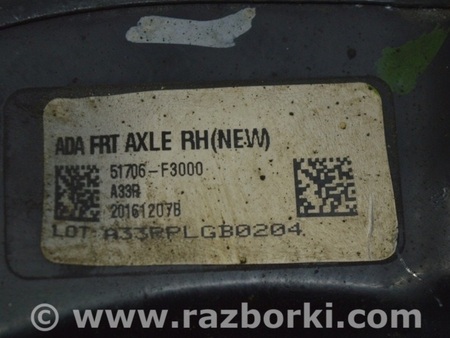 ADA FRT AXLE RH(NEW)
51706-F3000
A33R
20161207B
LOT:A33RPLGB0204
© www.razborki.com